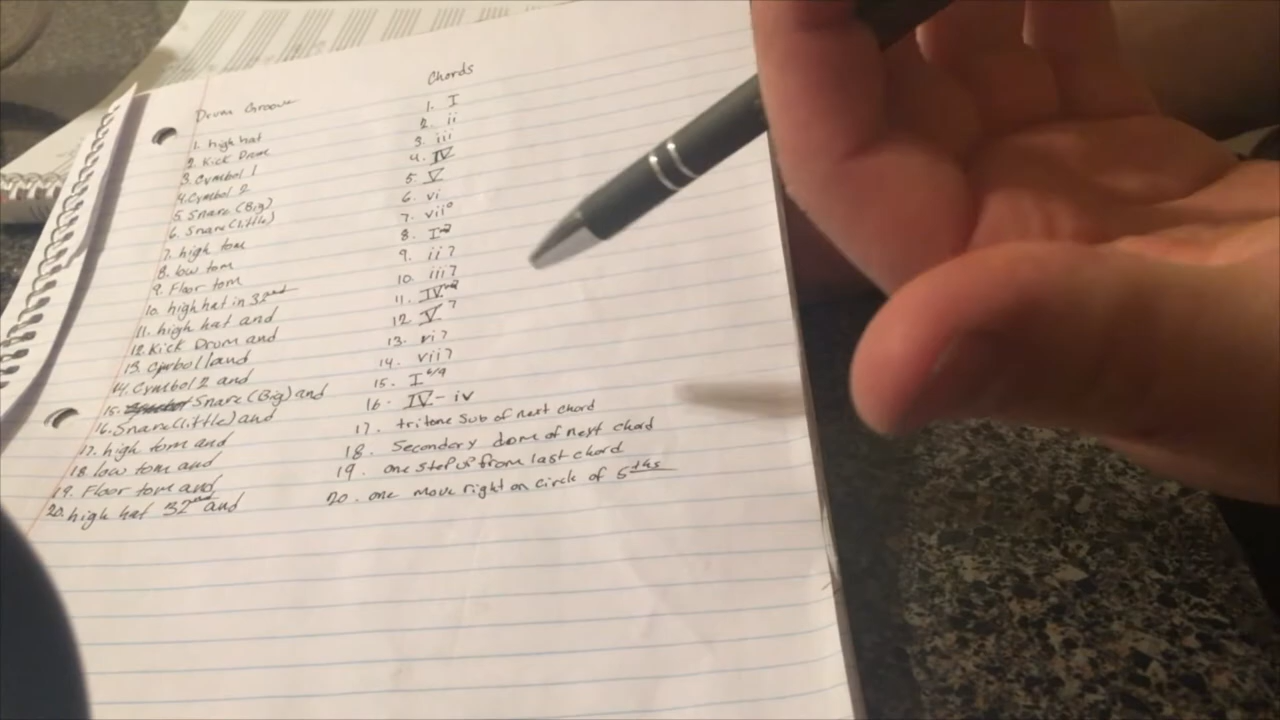 Drum Groove
1. high hat
2. Kick Drum
3. Cymbol 1
4. Cymbol 2
5. Snare (Big)
6. Snare (little)
7. high tom
8. low tom
9. Floor tom
10. high hat in 32nd
11. high hat and
12. Kick Drum and
13. Cymbol 1 and
14. Cymbol 2 and
15. Snare (Big) and
16. Snare (little) and
17. high tom and
18. low tom and
19. Floor tom and
20. high hat 32nd and
Chords
1. I
2. ii
3. iii
4. IV
5. V
6. vi
7. vii°
8. I
9. ii7
10. iii7
11. IV
12. V7
13. vi7
14. vii7
15. I6/9
16. IV - iv
17. tritone sub of next chord
18. Secondary dom of next chord
19. one step up from last chord
20. one move right on circle of 5ths